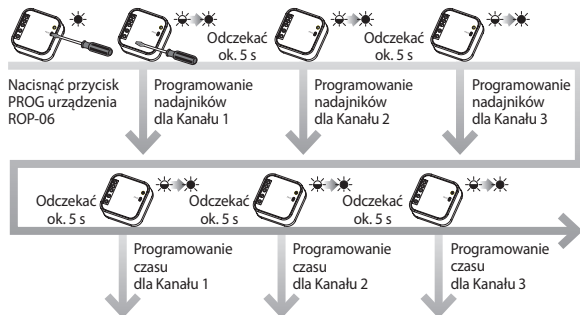 Odczekać
ok. 5 s
Odczekać
ok. 5 s
Nacisnąć przycisk
PROG urządzenia
ROP-06
Programowanie
nadajników
dla Kanału 1
Programowanie
nadajników
dla Kanału 2
Programowanie
nadajników
dla Kanału 3
Odczekać
ok. 5 s
Odczekać
ok. 5 s
Odczekać
ok. 5 s
Programowanie
czasu
dla Kanału 1
Programowanie
czasu
dla Kanału 2
Programowanie
czasu
dla Kanału 3